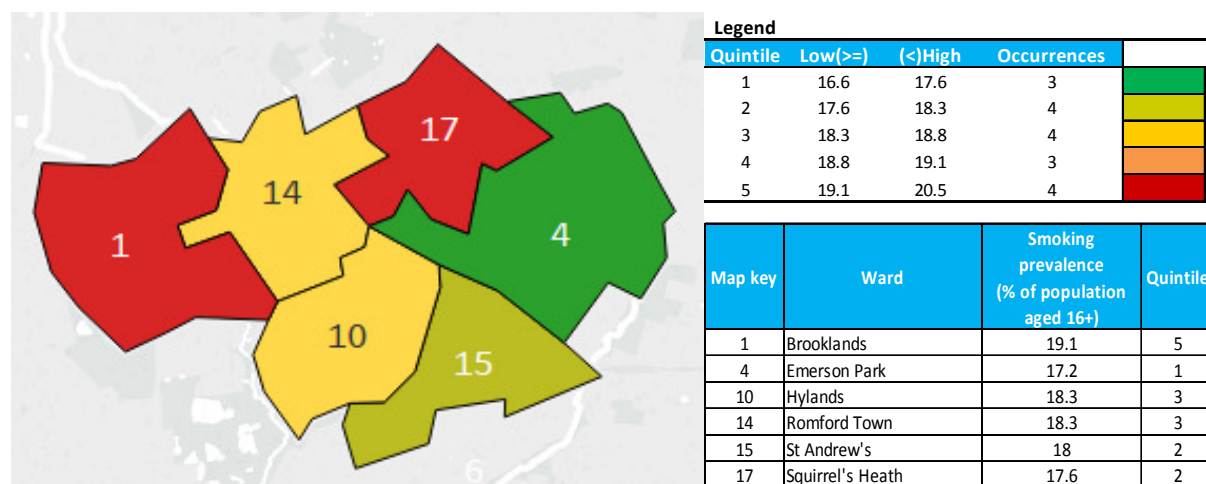 17
14
4
1
10
15
6
Legend
Quintile Low(>=) (<)High Occurrences
1 16.6 17.6 3
2 17.6 18.3 4
3 18.3 18.8 4
4 18.8 19.1 3
5 19.1 20.5 4
Map key Ward Smoking prevalence (% of population aged 16+) Quintile
1 Brooklands 19.1 5
4 Emerson Park 17.2 1
10 Hylands 18.3 3
14 Romford Town 18.3 3
15 St Andrew's 18 2
17 Squirrel's Heath 17.6 2